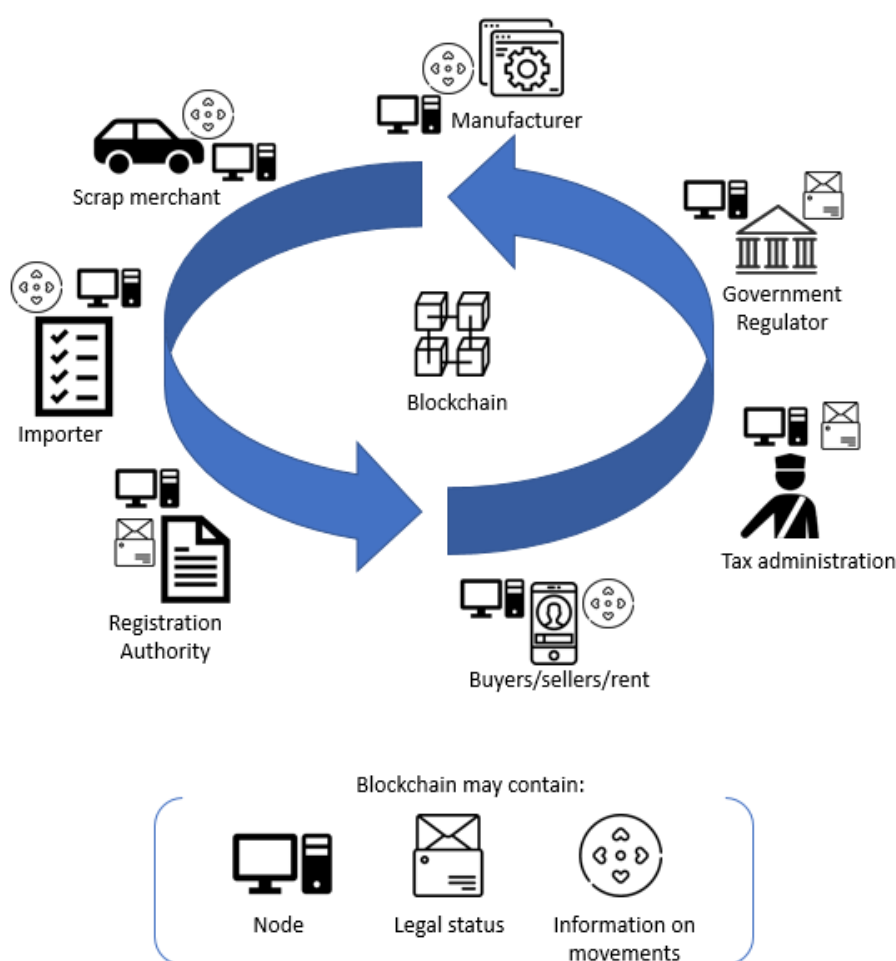 Manufacturer
Scrap merchant
Government
Regulator
Blockchain
Importer
Tax administration
Registration
Authority
Buyers/sellers/rent
Blockchain may contain:
Node
Legal status
Information on
movements